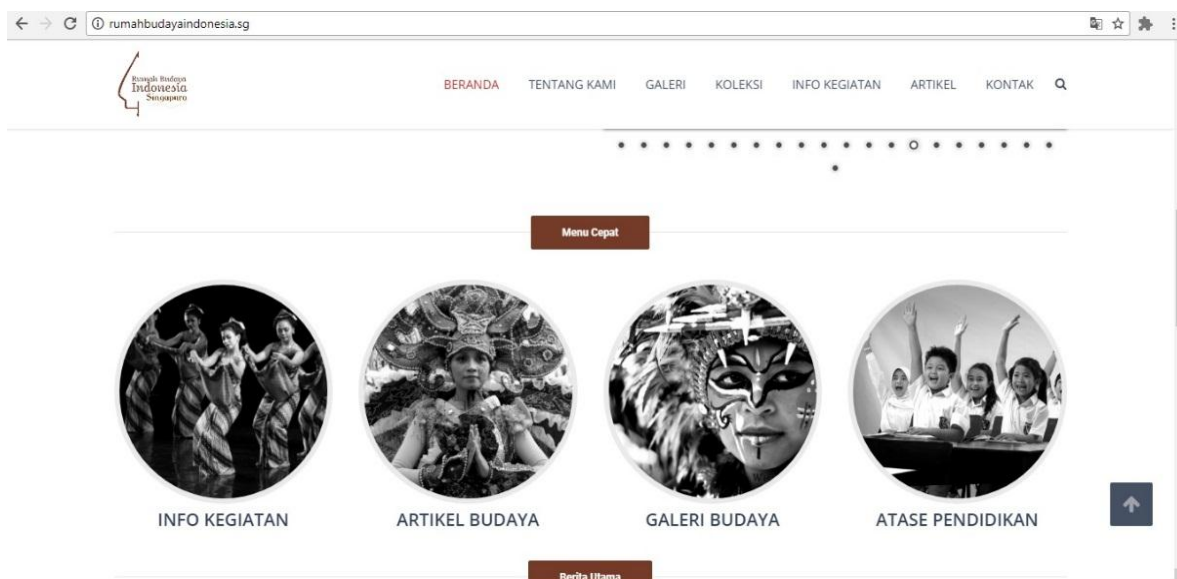 rumahbudayaindonesia.sg
Rumah Budaya
Indonesia
Singapura
BERANDA TENTANG KAMI GALERI KOLEKSI INFO KEGIATAN ARTIKEL KONTAK
Menu Cepat
INFO KEGIATAN ARTIKEL BUDAYA GALERI BUDAYA ATASE PENDIDIKAN
Berita Utama